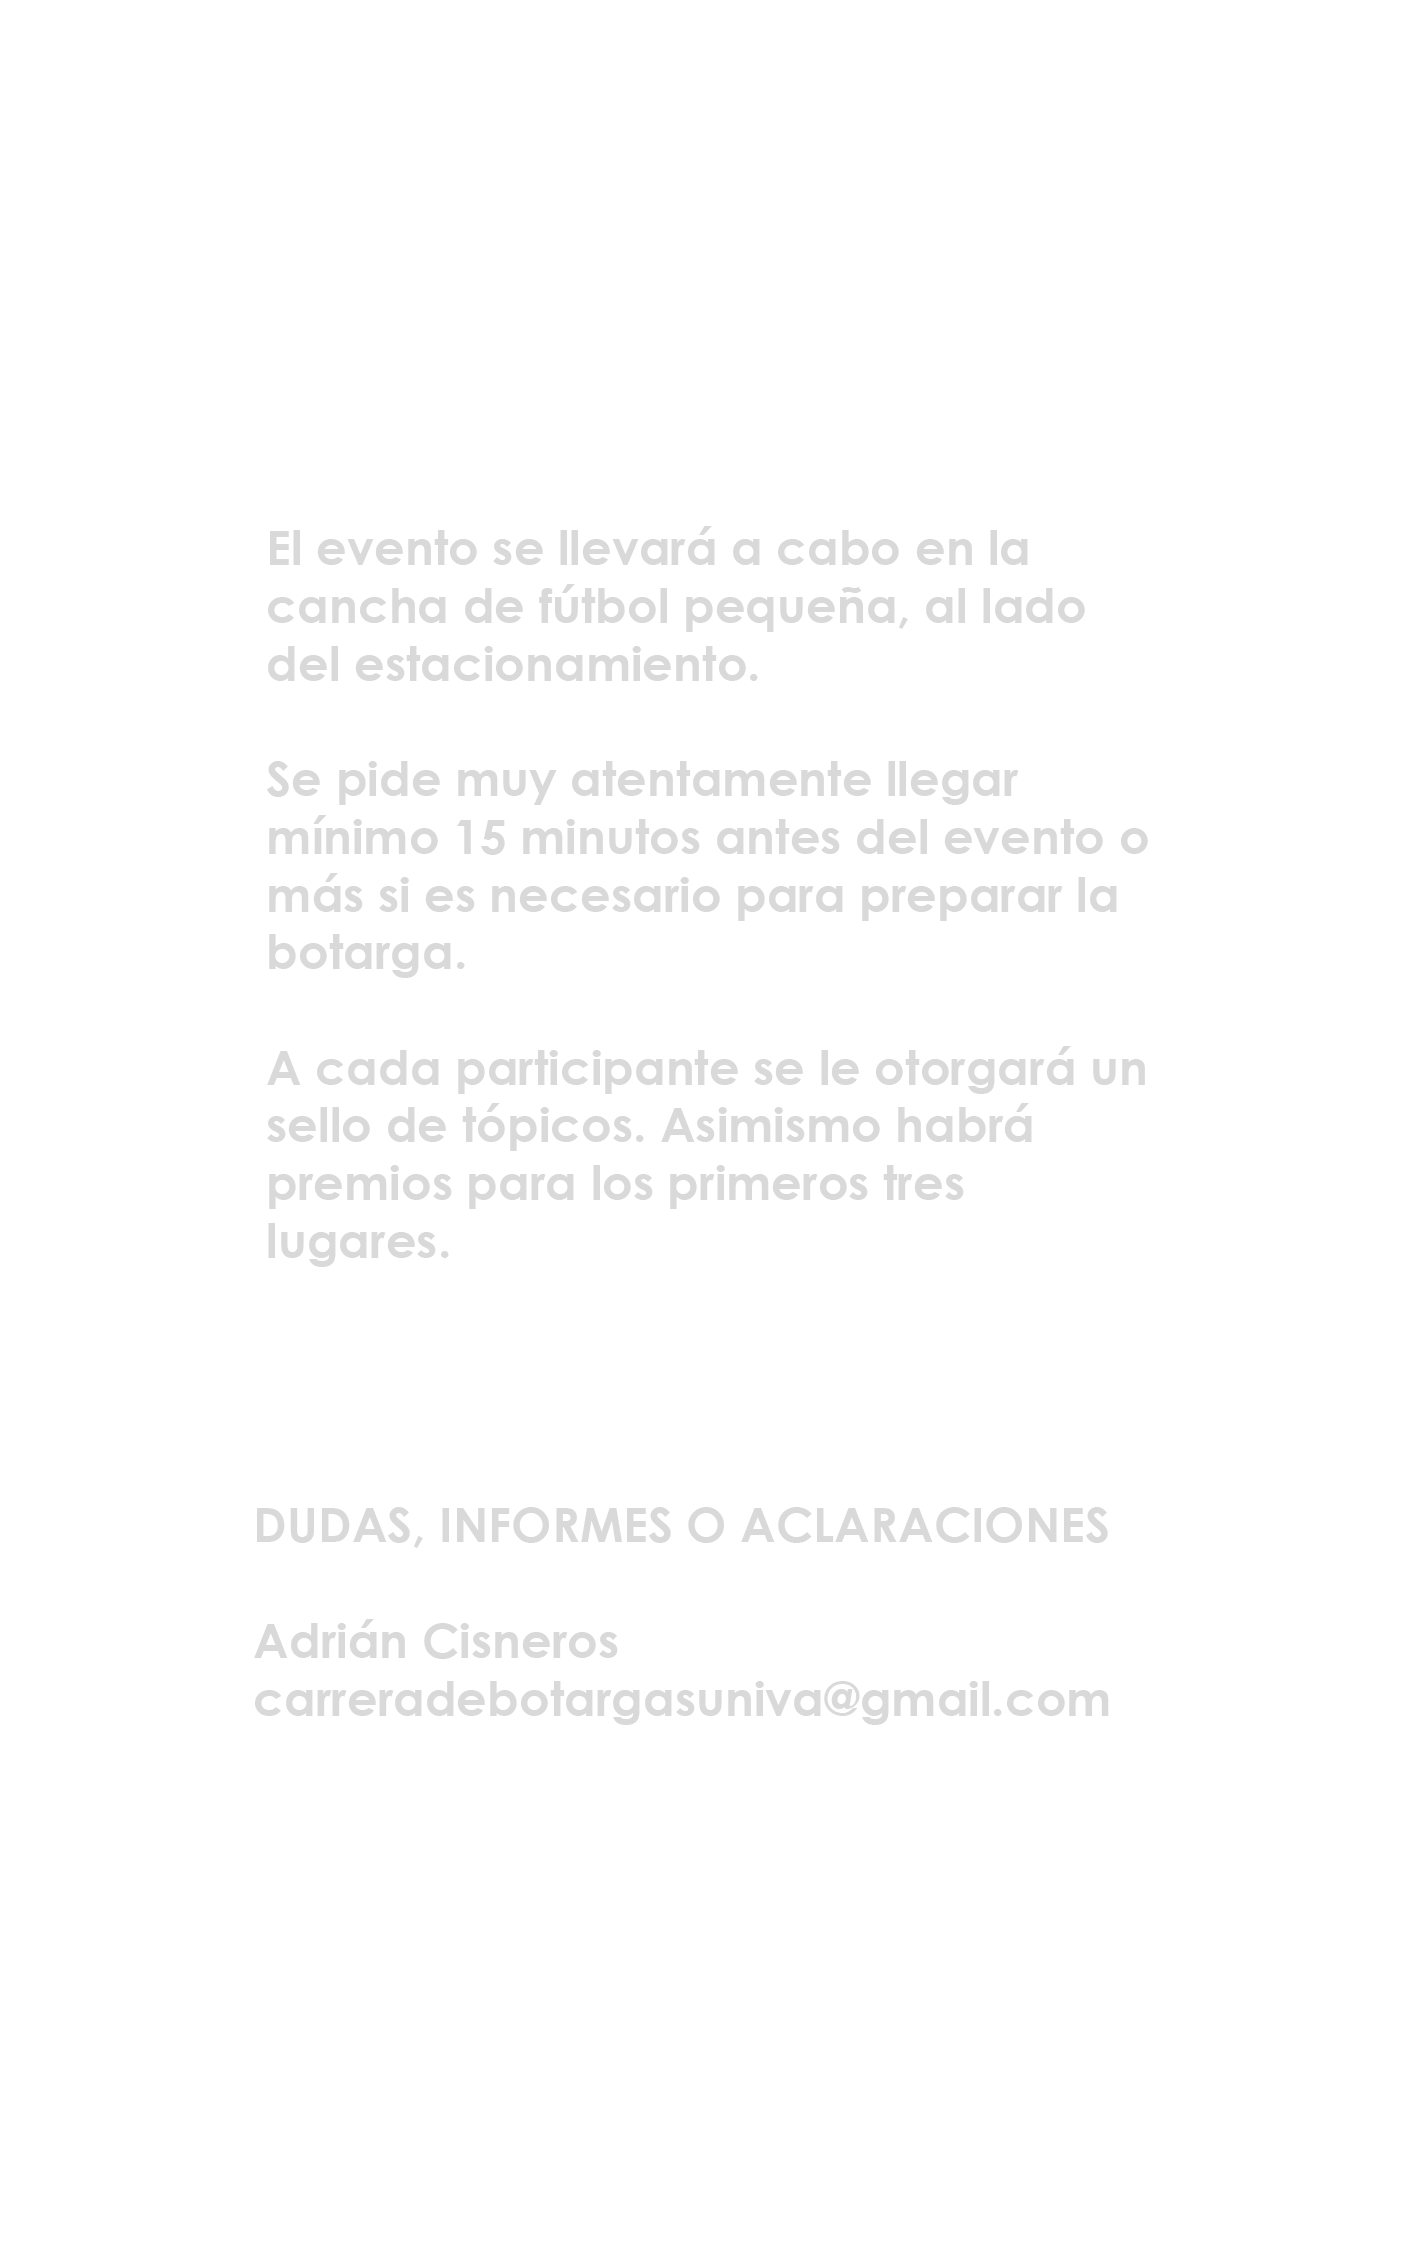 El evento se llevará a cabo en la
cancha de fútbol pequeña, al lado
del estacionamiento.
Se pide muy atentamente llegar
mínimo 15 minutos antes del evento o
más si es necesario para preparar la
botarga.
A cada participante se le otorgará un
sello de tópicos. Asimismo habrá
premios para los primeros tres
lugares.
DUDAS, INFORMES O ACLARACIONES
Adrián Cisneros
carreradebotargasuniva@gmail.com